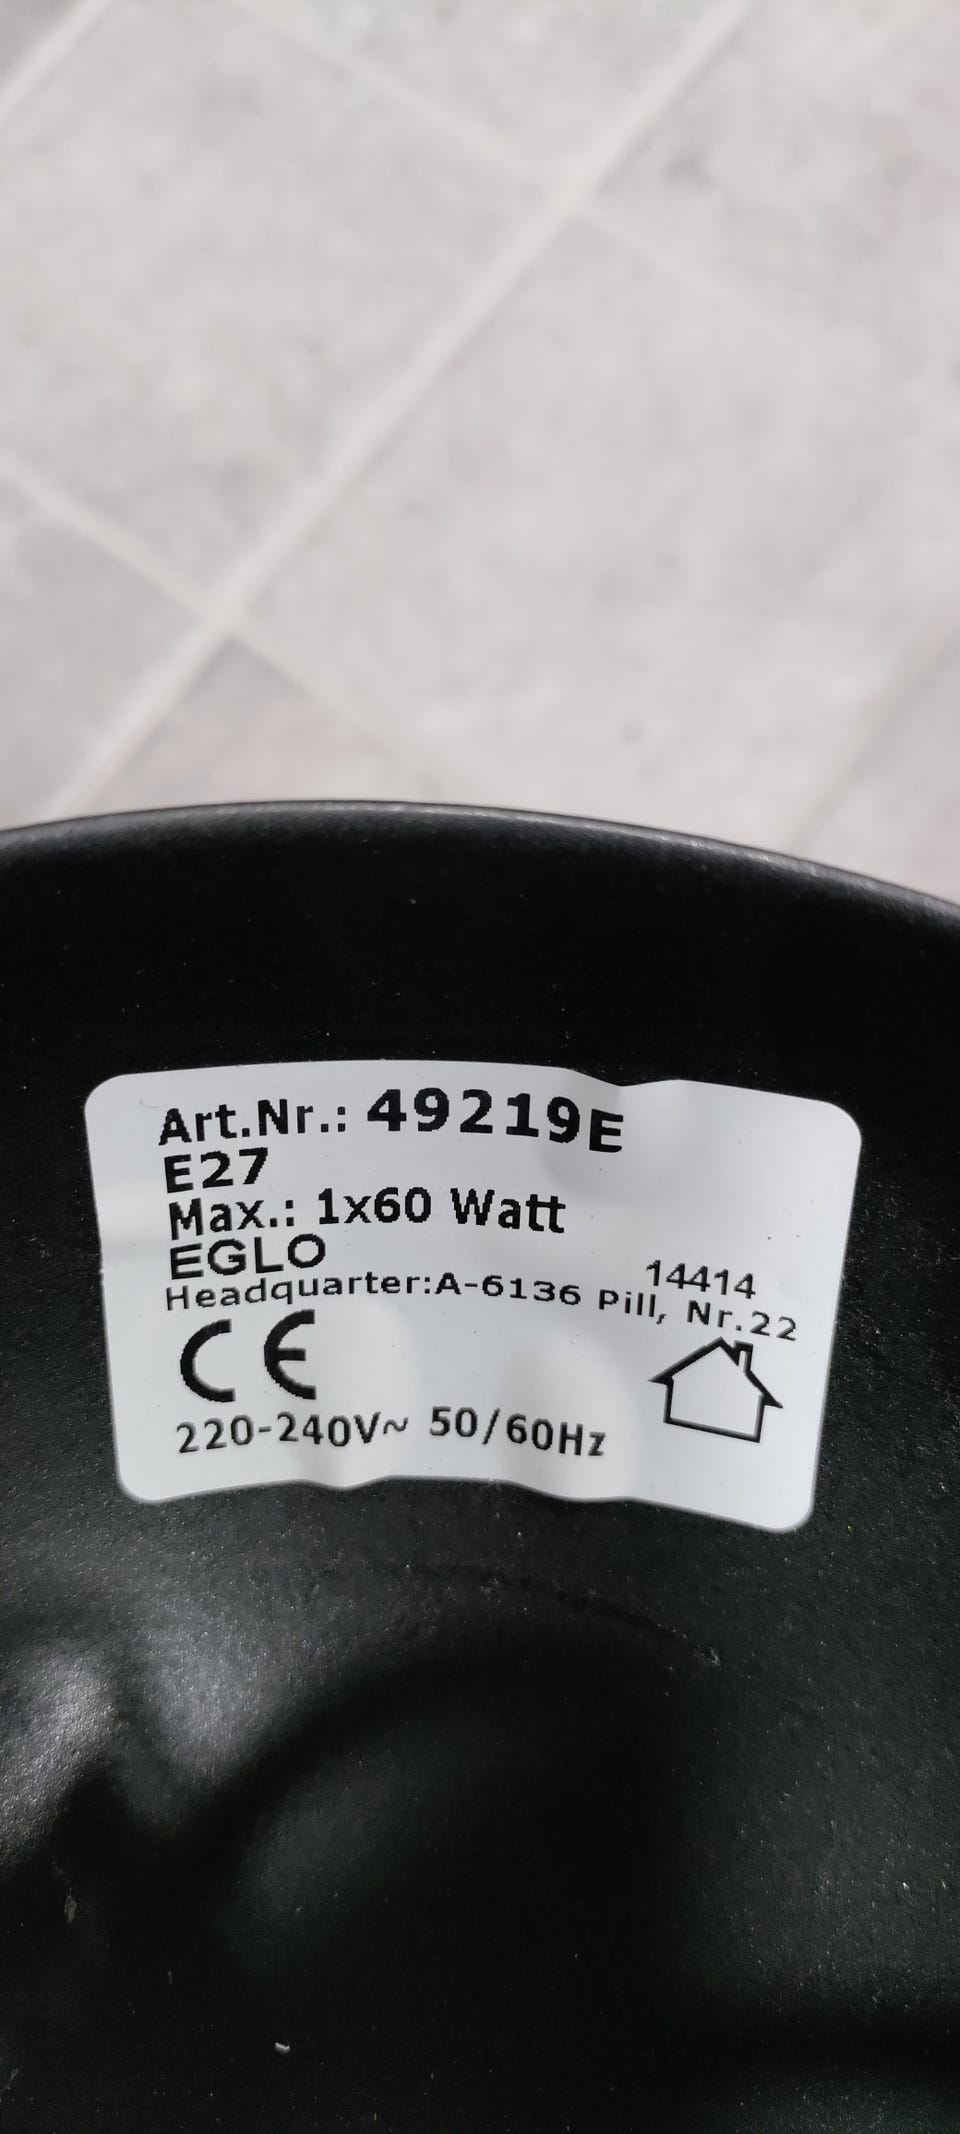 Art.Nr.: 49219E
E27
Max.: 1x60 Watt
EGLO
14414
Headquarter:A-6136 Pill, Nr.22
CE
220-240V~ 50/60Hz